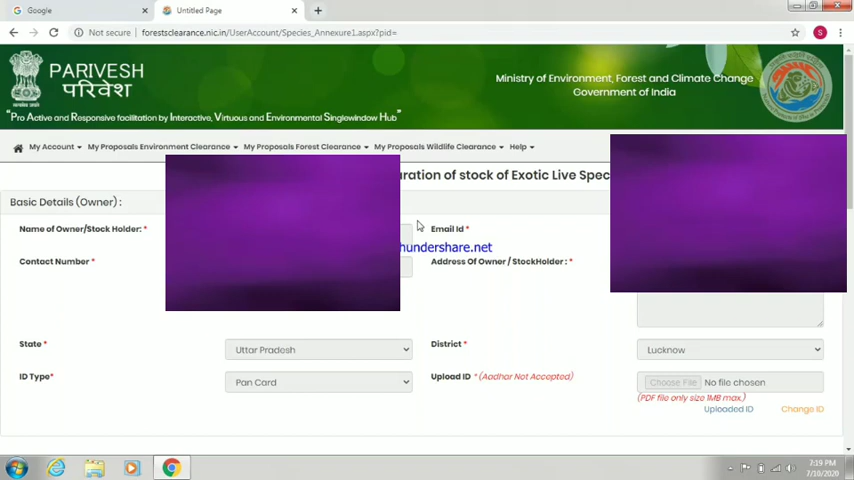 Google
Untitled Page
Not secure | forestsclearance.nic.in/UserAccount/Species_Annexure1.aspx?pid=
S
PARIVESH
परिवेश
"Pro Active and Responsive facilitation by Interactive, Virtuous and Environmental Singlewindow Hub"
Ministry of Environment, Forest and Climate Change
Government of India
My Account My Proposals Environment Clearance My Proposals Forest Clearance My Proposals Wildlife Clearance Help
aration of stock of Exotic Live Spec
Basic Details (Owner) :
Name of Owner/Stock Holder:* Email Id *
hundershare.net
Contact Number * Address Of Owner / StockHolder : *
State * Uttar Pradesh District * Lucknow
ID Type* Pan Card Upload ID * (Aadhar Not Accepted) Choose File No file chosen
(PDF file only size 1MB max.)
Uploaded ID Change ID
7:19 PM
7/19/2020